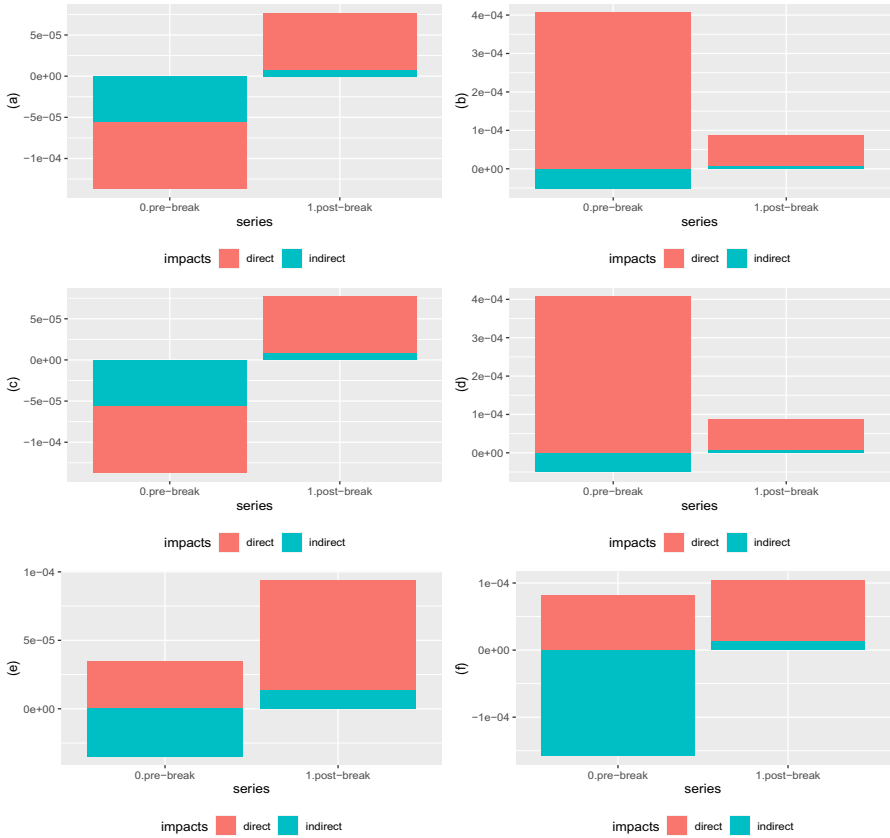 5e−05
0e+00
−5e−05
−1e−04
(a)
0.pre−break 1.post−break
series
impacts direct indirect
4e−04
3e−04
2e−04
1e−04
0e+00
(b)
0.pre−break 1.post−break
series
impacts direct indirect
5e−05
0e+00
−5e−05
−1e−04
(c)
0.pre−break 1.post−break
series
impacts direct indirect
4e−04
3e−04
2e−04
1e−04
0e+00
(d)
0.pre−break 1.post−break
series
impacts direct indirect
1e−04
5e−05
0e+00
(e)
0.pre−break 1.post−break
series
impacts direct indirect
1e−04
0e+00
−1e−04
(f)
0.pre−break 1.post−break
series
impacts direct indirect